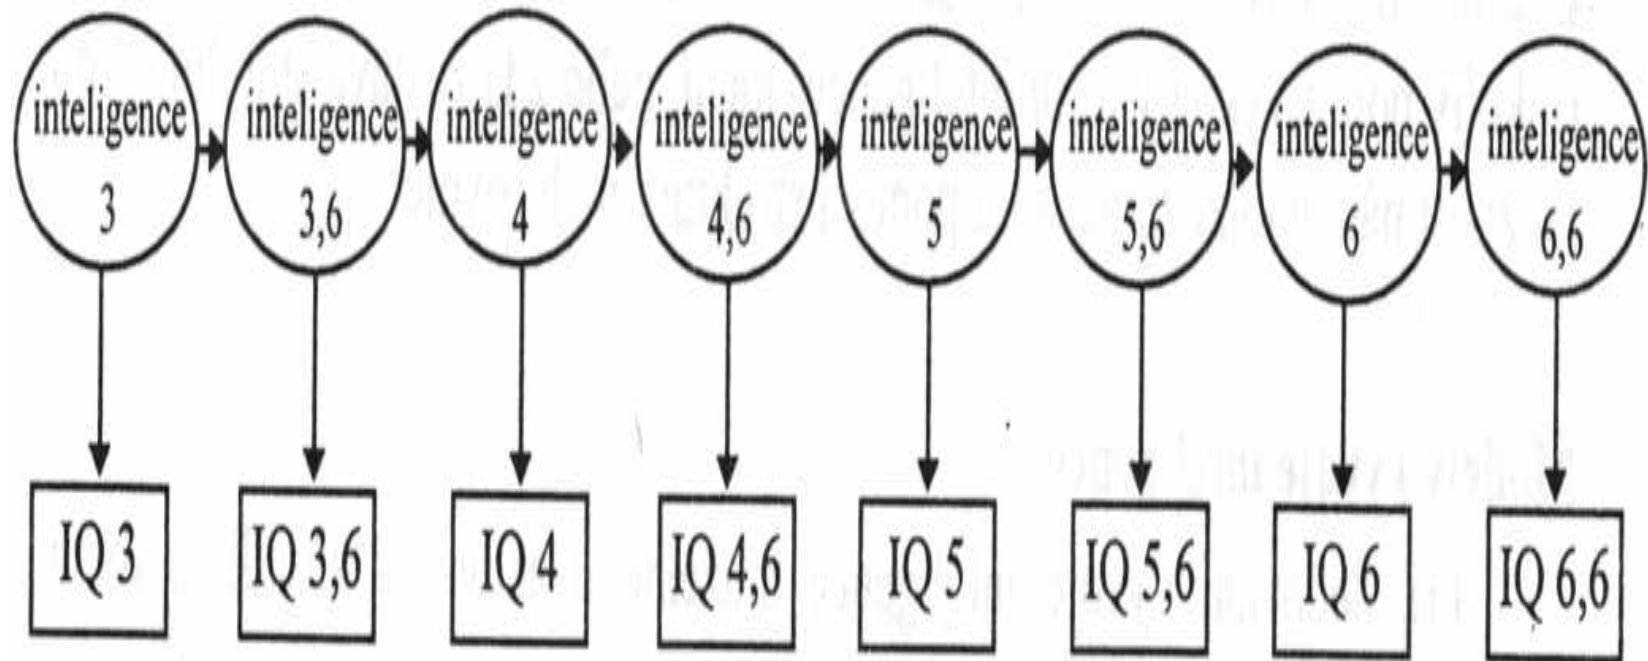 inteligence
3
inteligence
3,6
inteligence
4
inteligence
4,6
inteligence
5
inteligence
5,6
inteligence
6
inteligence
6,6
IQ 3
IQ 3,6
IQ 4
IQ 4,6
IQ 5
IQ 5,6
IQ 6
IQ 6,6